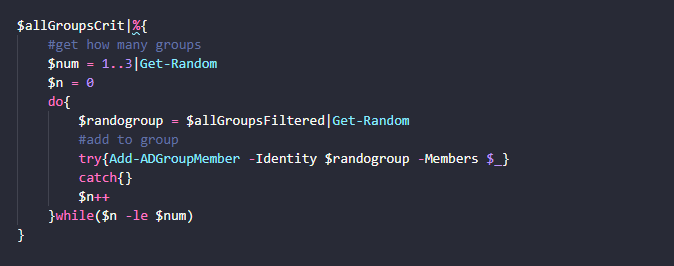 $allGroupsCrit|%{
    #get how many groups
    $num = 1..3|Get-Random
    $n = 0
    do{
        $randogroup = $allGroupsFiltered|Get-Random
        #add to group
        try{Add-ADGroupMember -Identity $randogroup -Members $_}
        catch{}
        $n++
    }while($n -le $num)
}